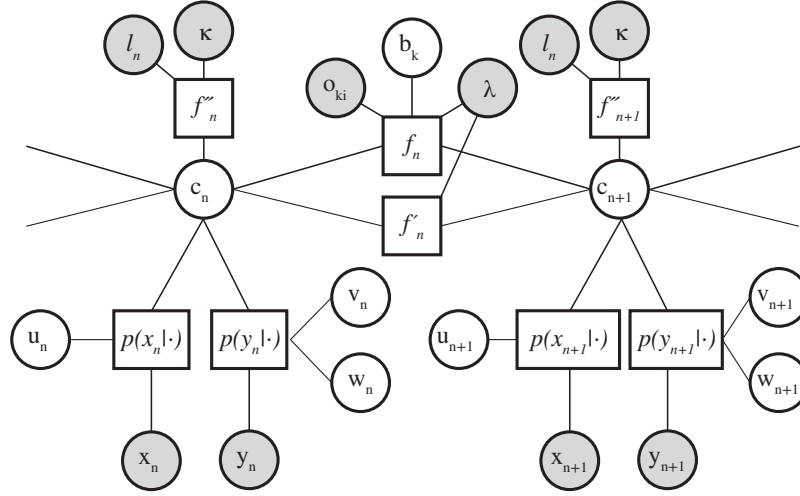 l_n κ b_k l_n κ
o_ki λ
f″_n f_n f″_n+1
c_n f′_n c_n+1
v_n v_n+1
u_n p(x_n|·) p(y_n|·) u_n+1 p(x_n+1|·) p(y_n+1|·)
w_n w_n+1
x_n y_n x_n+1 y_n+1